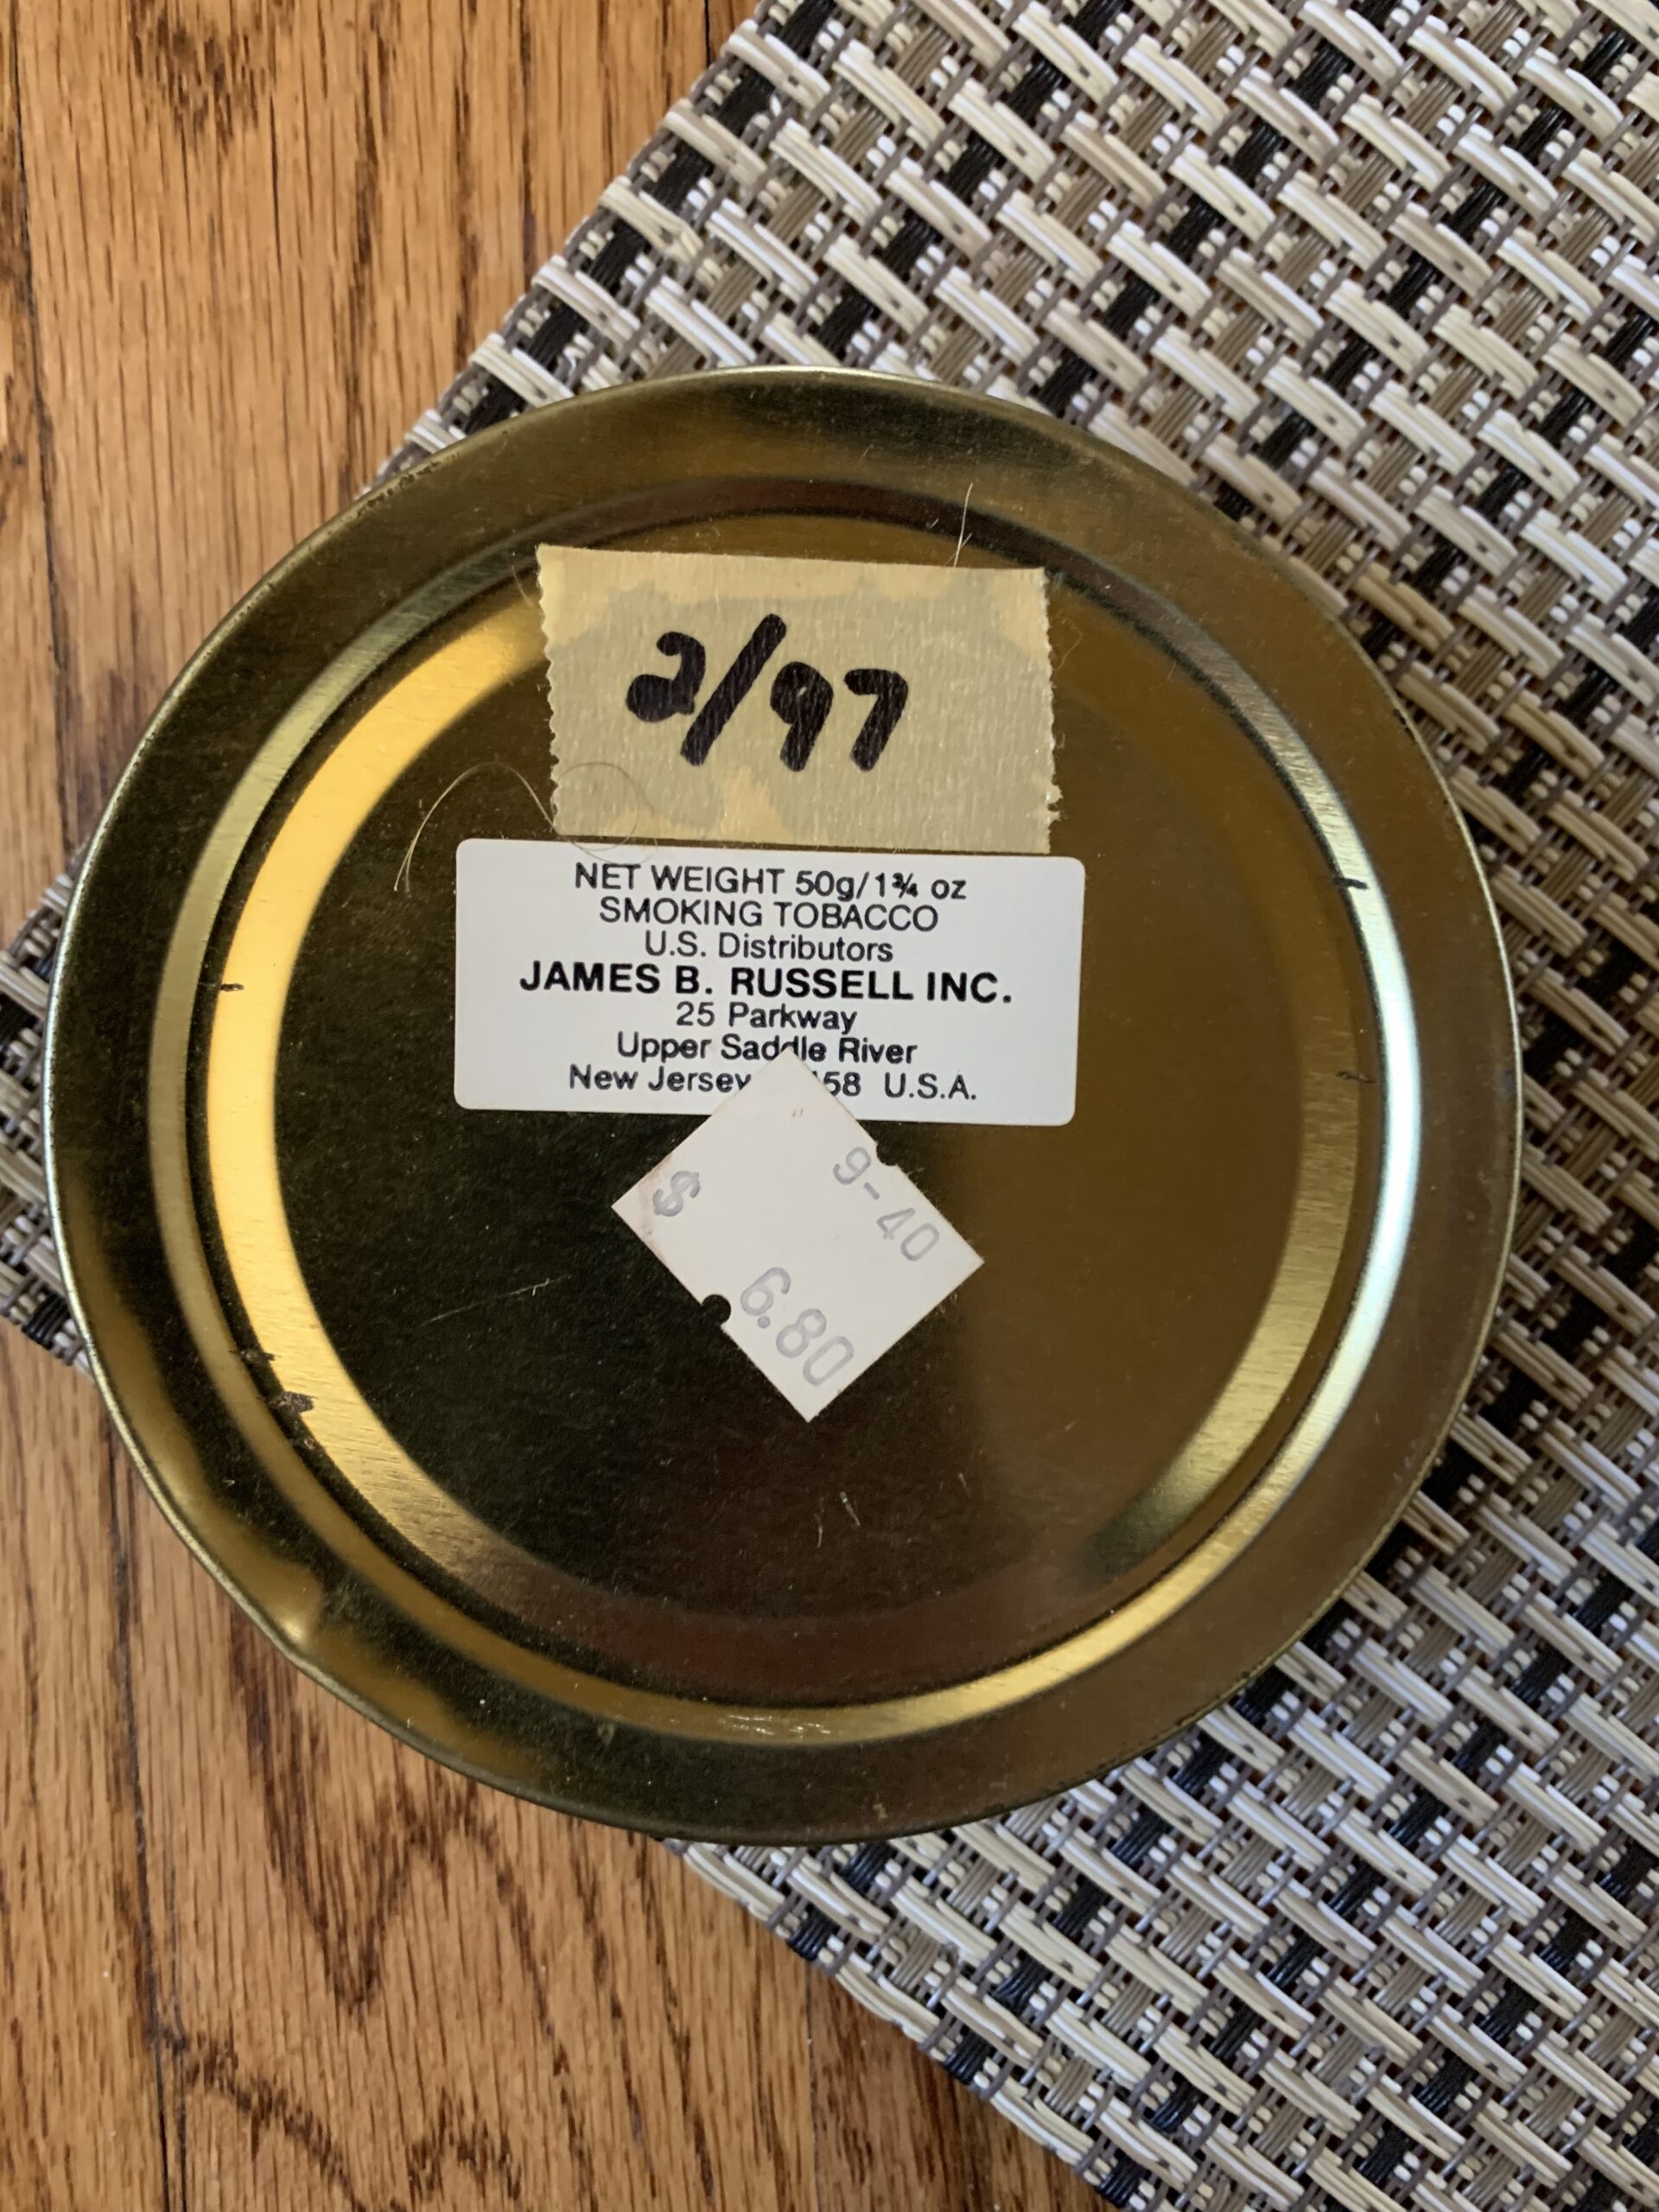 2/97
NET WEIGHT 50g/1¾ oz
SMOKING TOBACCO
U.S. Distributors
JAMES B. RUSSELL INC.
25 Parkway
Upper Saddle River
New Jersey 58 U.S.A.
9-40
$
6.80